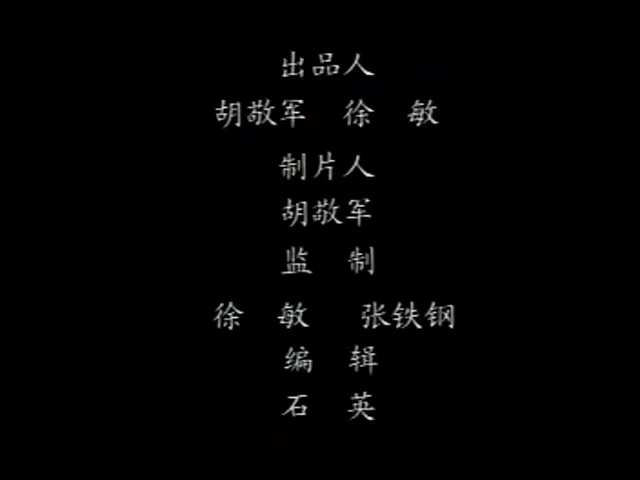 出品人
胡敬军 徐 敏
制片人
胡敬军
监 制
徐 敏 张铁钢
编 辑
石 英